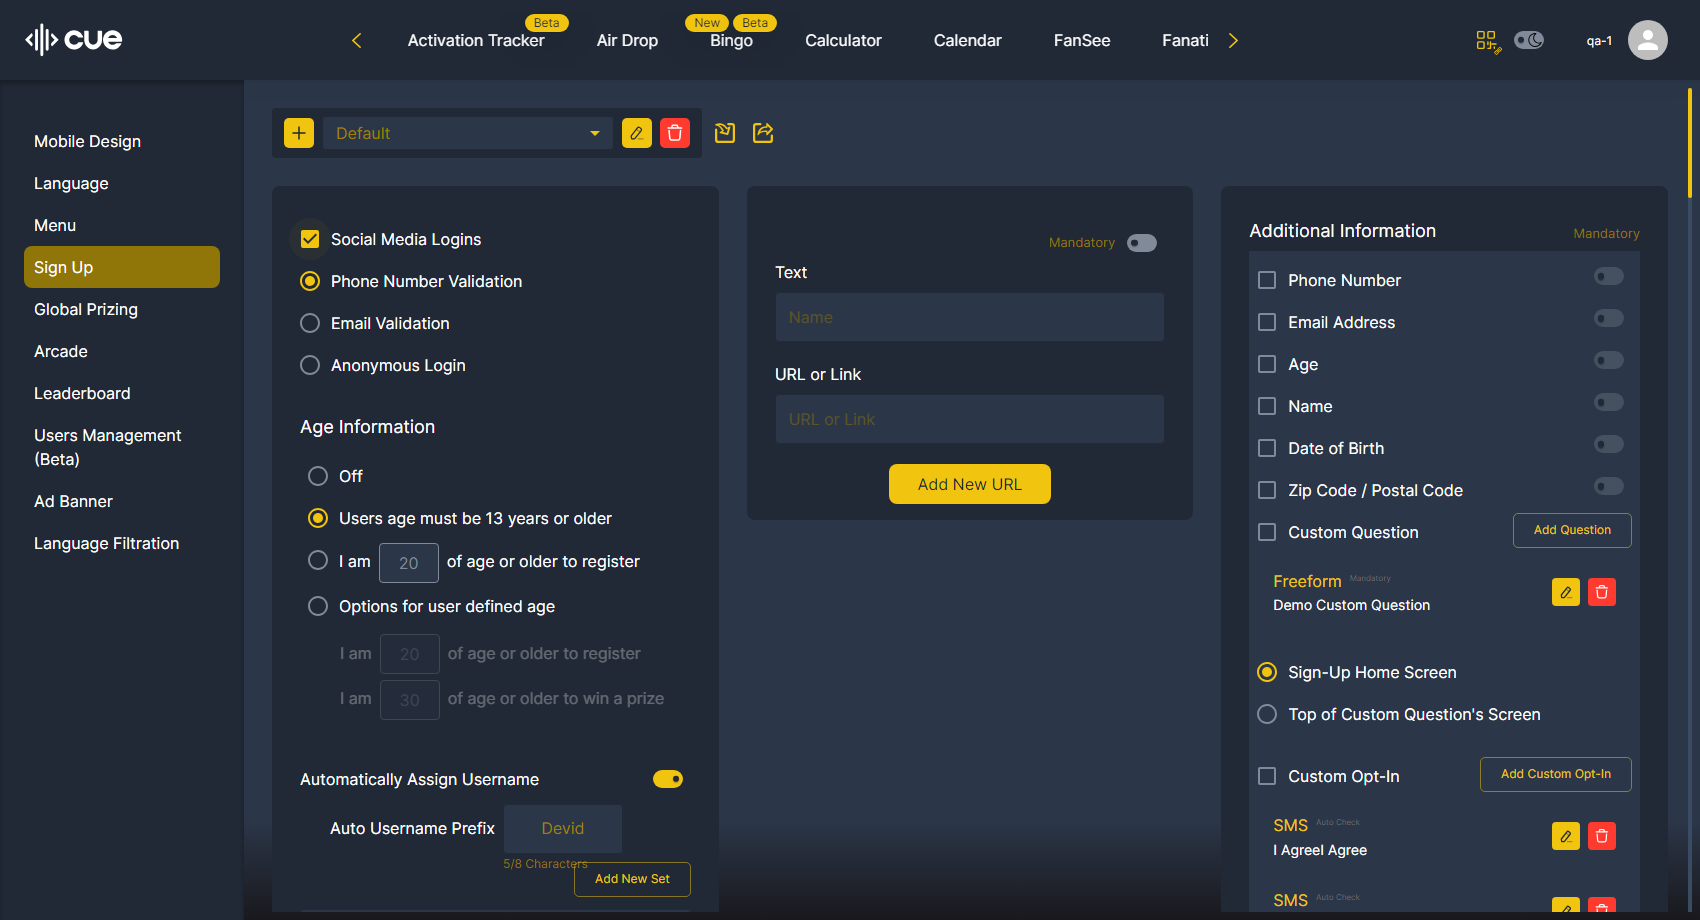 cue
Activation Tracker
Beta
Air Drop
New
Beta
Bingo
Calculator
Calendar
FanSee
Fanati
qa-1
Mobile Design
Language
Menu
Sign Up
Global Prizing
Arcade
Leaderboard
Users Management
(Beta)
Ad Banner
Language Filtration
Default
Social Media Logins
Phone Number Validation
Email Validation
Anonymous Login
Age Information
Off
Users age must be 13 years or older
I am 20 of age or older to register
Options for user defined age
I am 20 of age or older to register
I am 30 of age or older to win a prize
Automatically Assign Username
Auto Username Prefix Devid
5/8 Characters
Add New Set
Mandatory
Text
Name
URL or Link
URL or Link
Add New URL
Additional Information
Mandatory
Phone Number
Email Address
Age
Name
Date of Birth
Zip Code / Postal Code
Custom Question
Add Question
Freeform Mandatory
Demo Custom Question
Sign-Up Home Screen
Top of Custom Question's Screen
Custom Opt-In
Add Custom Opt-In
SMS Auto Check
I AgreeI Agree
SMS Auto Check